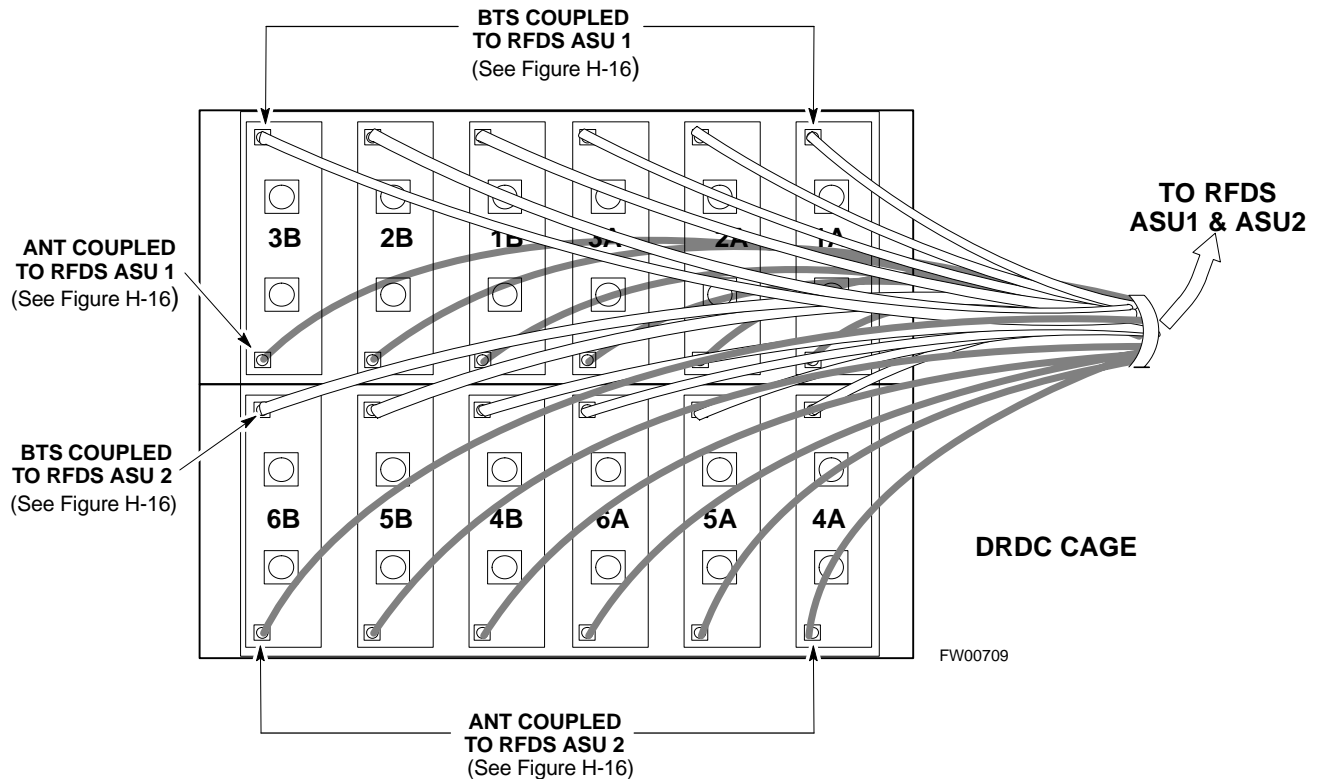 BTS COUPLED
TO RFDS ASU 1
(See Figure H-16)
TO RFDS
ASU1 & ASU2
3B 2B 1B 3A 2A 1A
ANT COUPLED
TO RFDS ASU 1
(See Figure H-16)
BTS COUPLED
TO RFDS ASU 2
(See Figure H-16)
6B 5B 4B 6A 5A 4A
DRDC CAGE
FW00709
ANT COUPLED
TO RFDS ASU 2
(See Figure H-16)